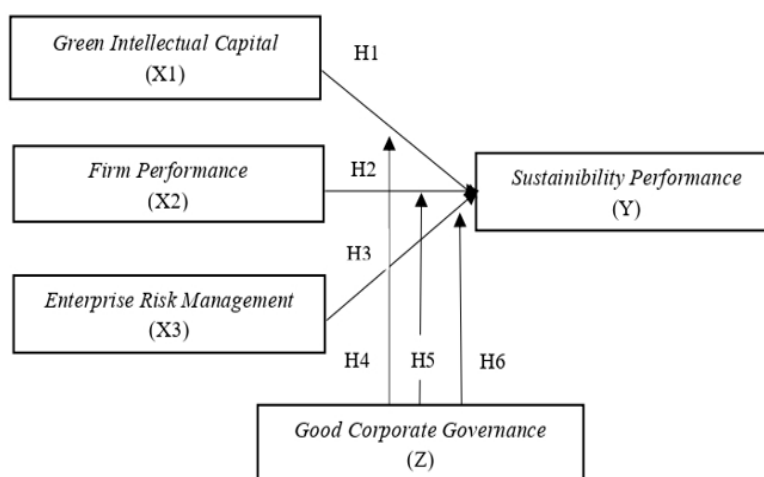 Green Intellectual Capital
(X1)
H1
Firm Performance
(X2)
H2
Sustainibility Performance
(Y)
H3
Enterprise Risk Management
(X3)
H4
H5
H6
Good Corporate Governance
(Z)